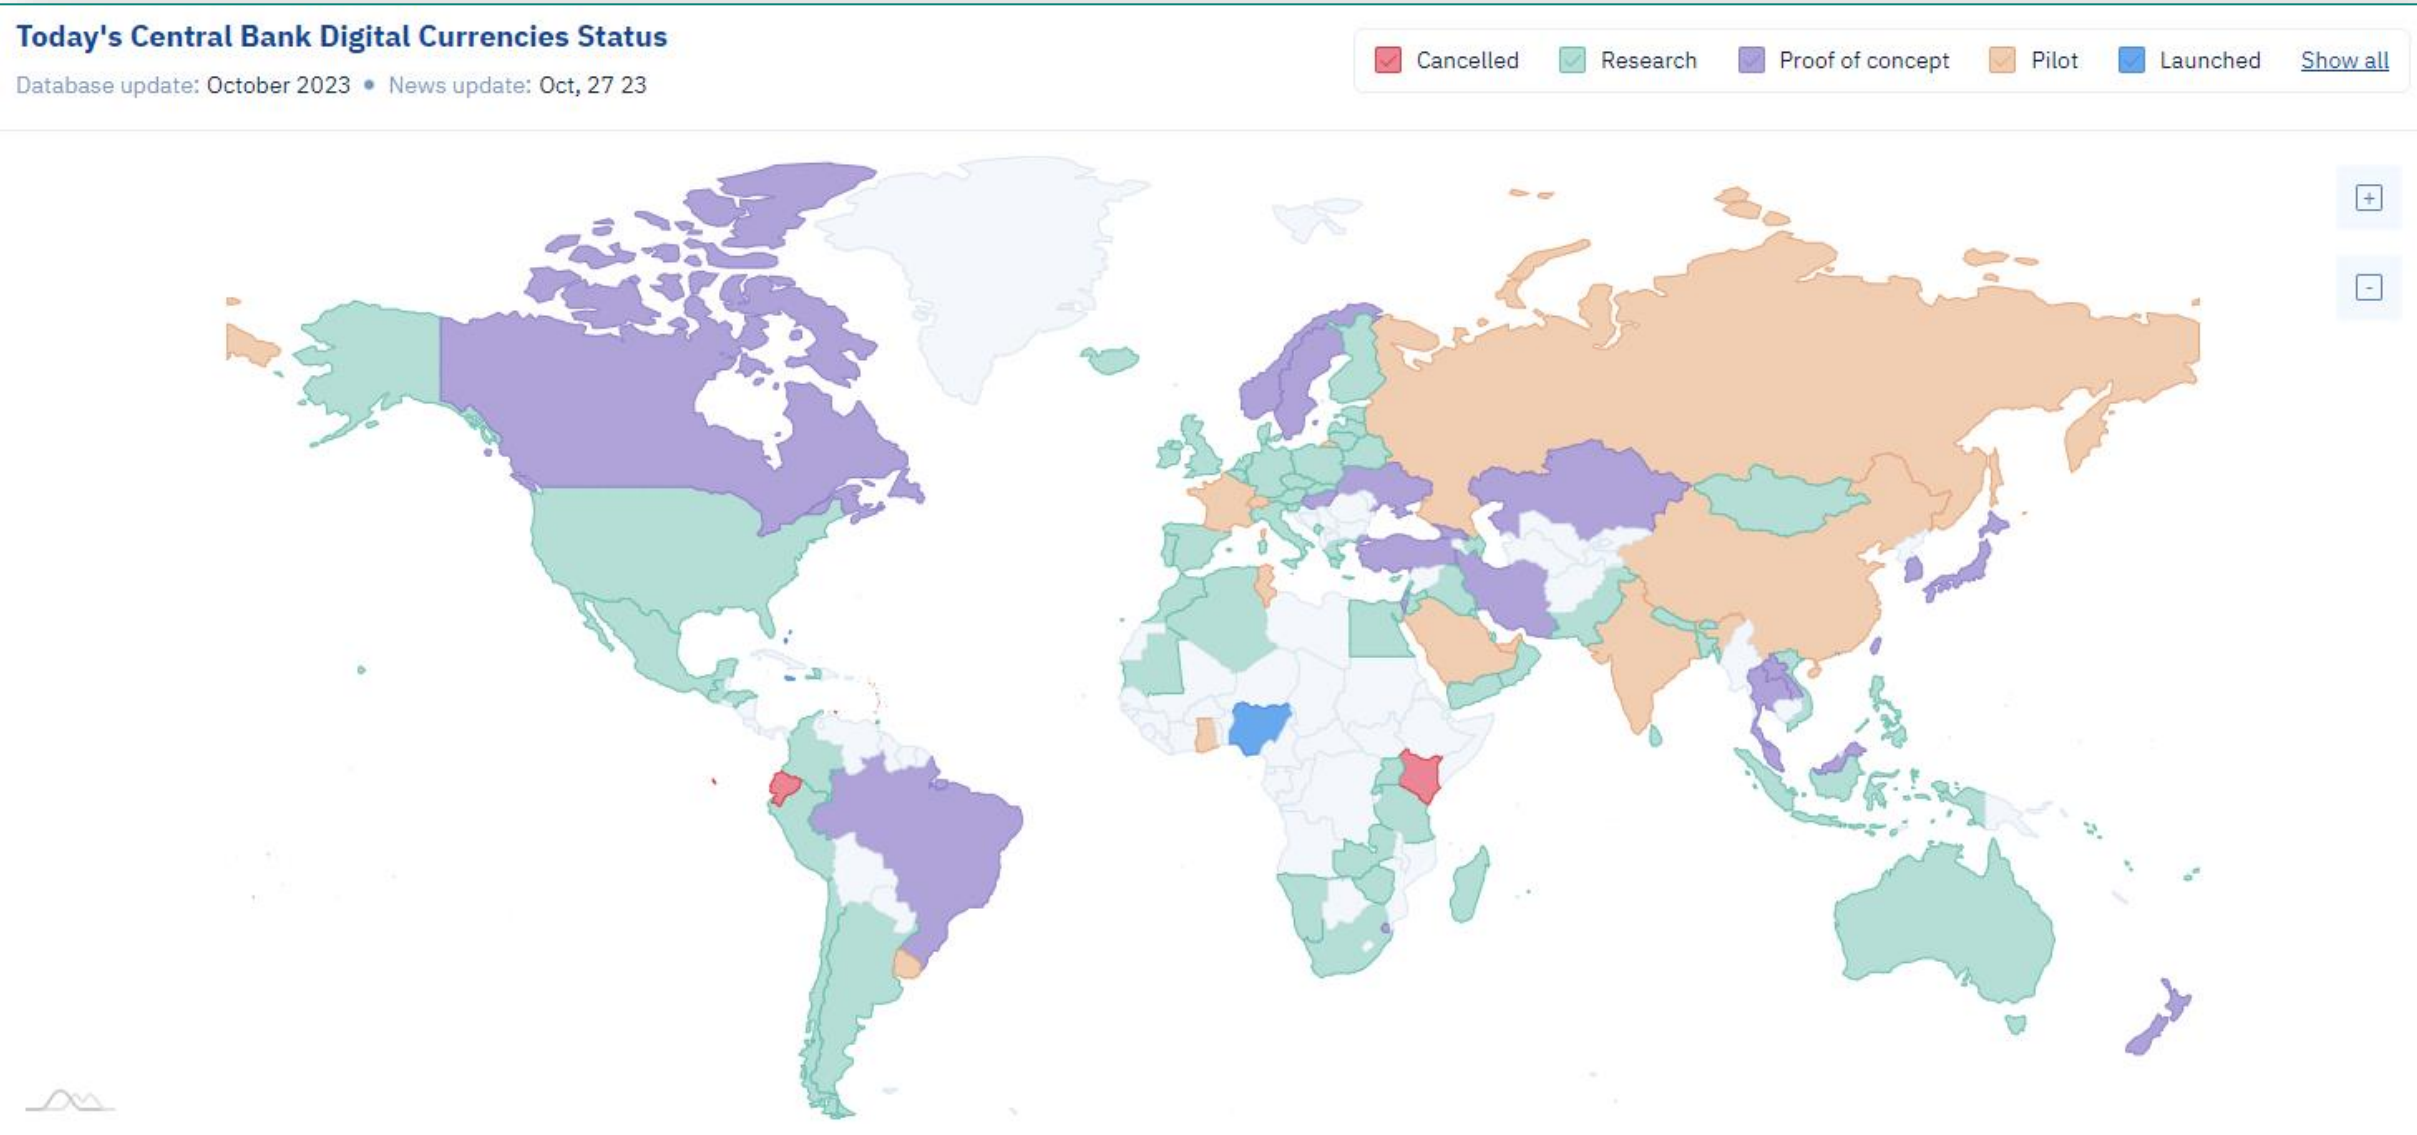 Today's Central Bank Digital Currencies Status
Database update: October 2023 • News update: Oct, 27 23
Cancelled Research Proof of concept Pilot Launched Show all
+
-